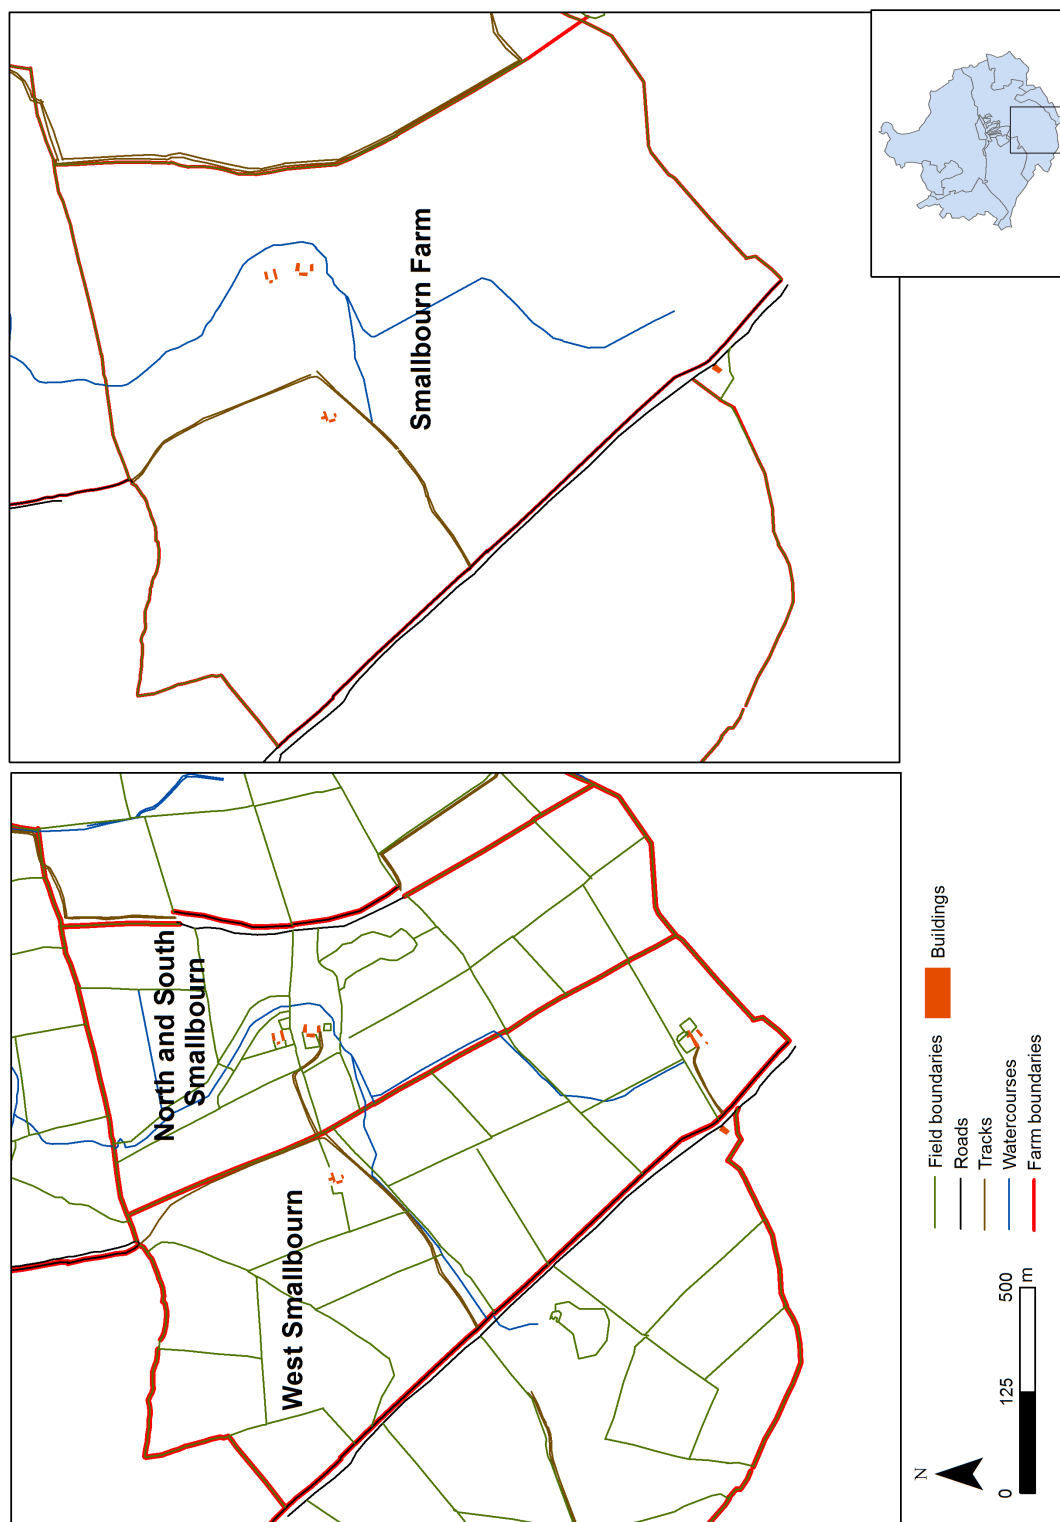 North and South
Smallbourn
West Smallbourn
Smallbourn Farm
N
0
125
500
m
Field boundaries
Roads
Tracks
Watercourses
Farm boundaries
Buildings